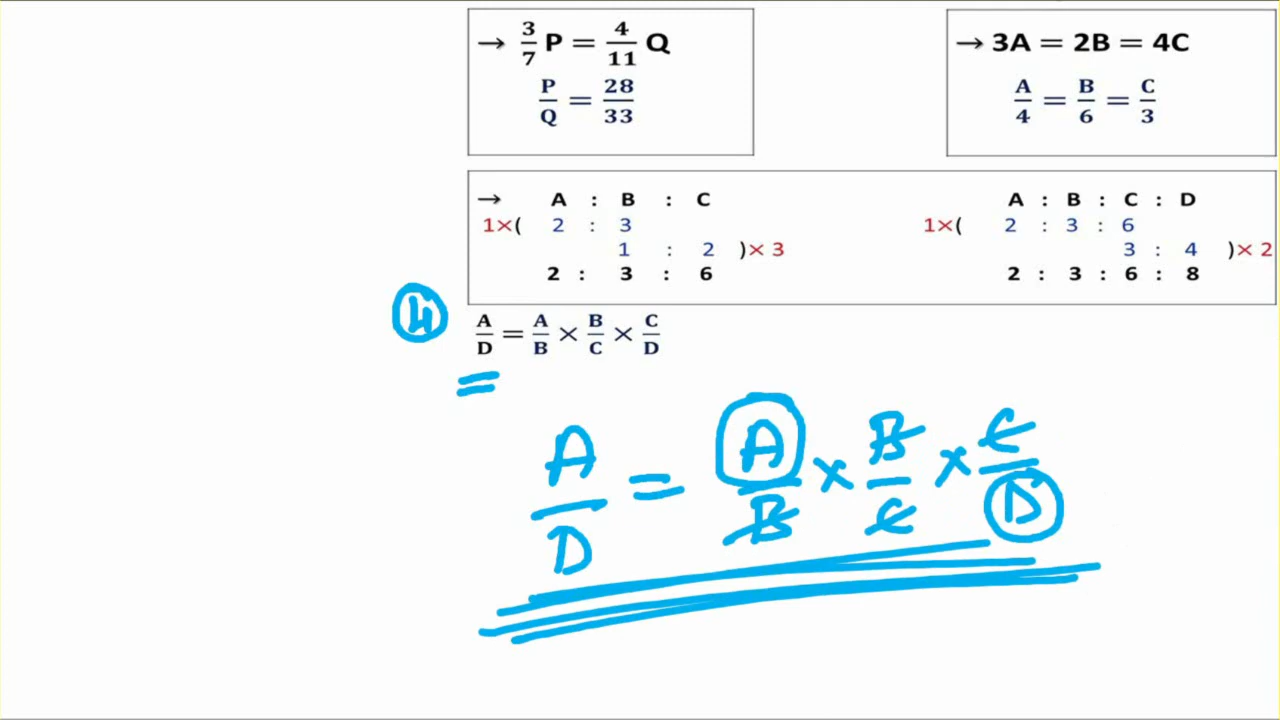 → 3/7 P = 4/11 Q
P/Q = 28/33
→ 3A = 2B = 4C
A/4 = B/6 = C/3
→ A : B : C
1×( 2 : 3
1 : 2 )× 3
2 : 3 : 6
A : B : C : D
1×( 2 : 3 : 6
3 : 4 )× 2
2 : 3 : 6 : 8
4
A/D = A/B × B/C × C/D
=
A/D = A/B × B/C × C/D